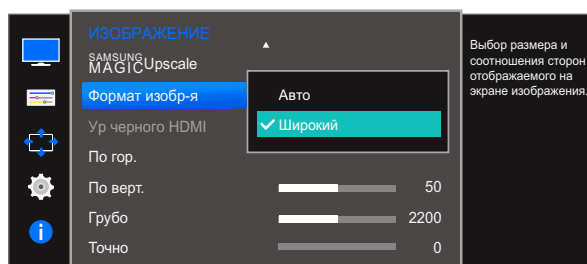 ИЗОБРАЖЕНИЕ
SAMSUNG
MAGICUpscale
Формат изобр-я
Авто
Ур черного HDMI
Широкий
По гор.
По верт. 50
Грубо 2200
Точно 0
Выбор размера и
соотношения сторон
отображаемого на
экране изображения.